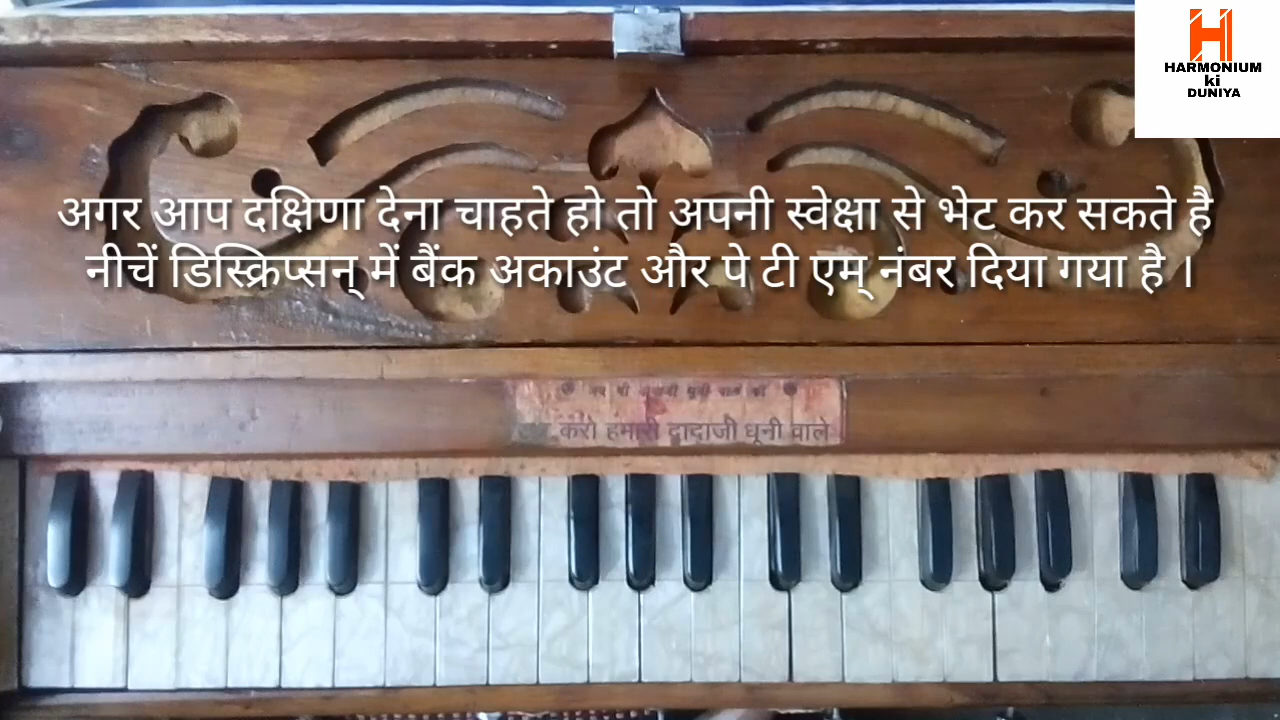 HARMONIUM
ki
DUNIYA
अगर आप दक्षिणा देना चाहते हो तो अपनी स्वेक्षा से भेट कर सकते है
नीचें डिस्क्रिप्सन् में बैंक अकाउंट और पे टी एम् नंबर दिया गया है ।
करो हमारी दादाजी धूनी वाले